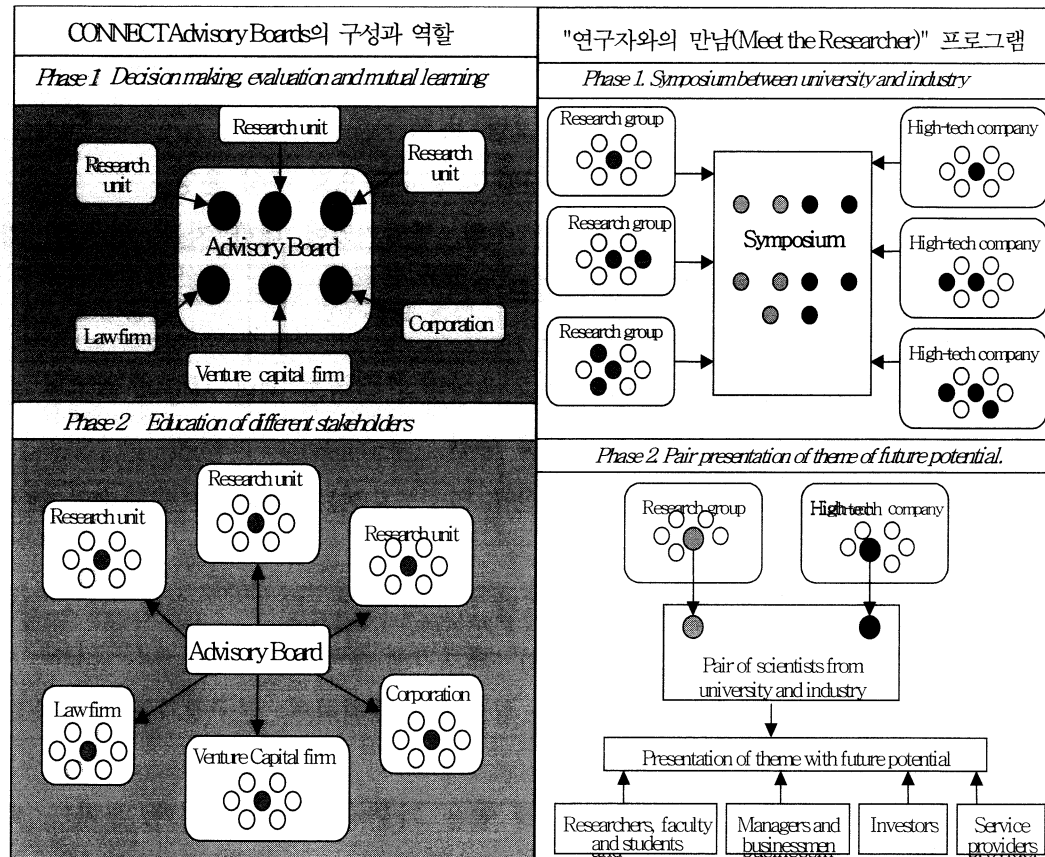 CONNECT Advisory Boards의 구성과 역할
Phase 1 Decision making, evaluation and mutual learning
Research unit
Research
unit
Research
unit
Advisory Board
Law firm
Corporation
Venture capital firm
Phase 2 Education of different stakeholders
Research unit
Research unit
Research unit
Advisory Board
Law firm
Corporation
Venture Capital firm
"연구자와의 만남(Meet the Researcher)" 프로그램
Phase 1. Symposium between university and industry
Research group
High-tech company
Research group
Symposium
High-tech company
Research group
High-tech company
Phase 2. Pair presentation of theme of future potential.
Research group
High-tech company
Pair of scientists from
university and industry
Presentation of theme with future potential
Researchers, faculty
and students
Managers and
businessmen
Investors
Service
providers